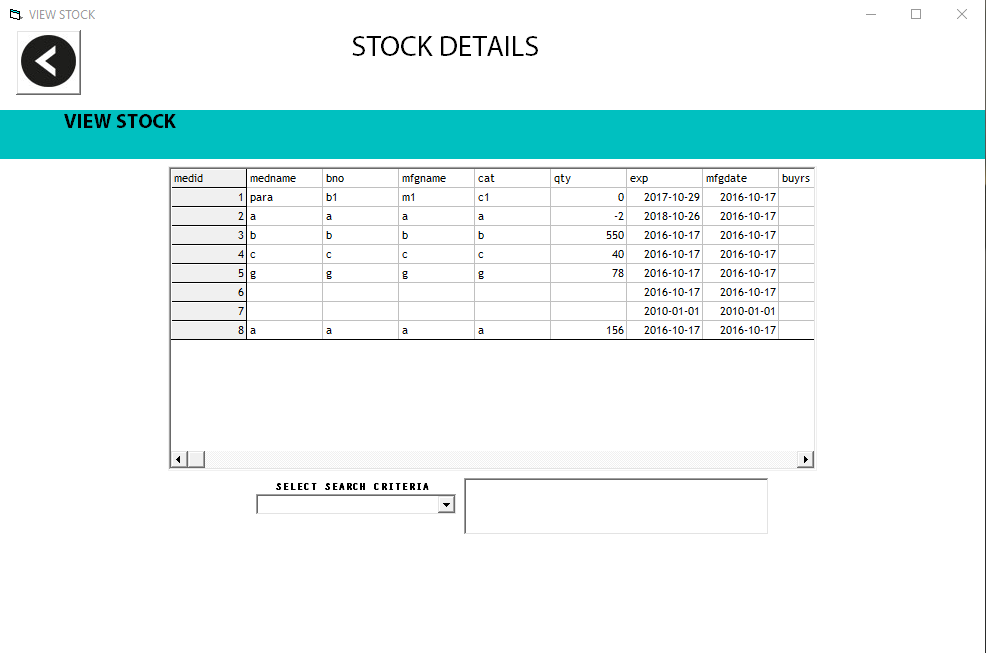 VIEW STOCK
STOCK DETAILS
VIEW STOCK
medid medname bno mfgname cat qty exp mfgdate buyrs
1 para b1 m1 c1 0 2017-10-29 2016-10-17
2 a a a a -2 2018-10-26 2016-10-17
3 b b b b 550 2016-10-17 2016-10-17
4 c c c c 40 2016-10-17 2016-10-17
5 g g g g 78 2016-10-17 2016-10-17
6 2016-10-17 2016-10-17
7 2010-01-01 2010-01-01
8 a a a a 156 2016-10-17 2016-10-17
SELECT SEARCH CRITERIA